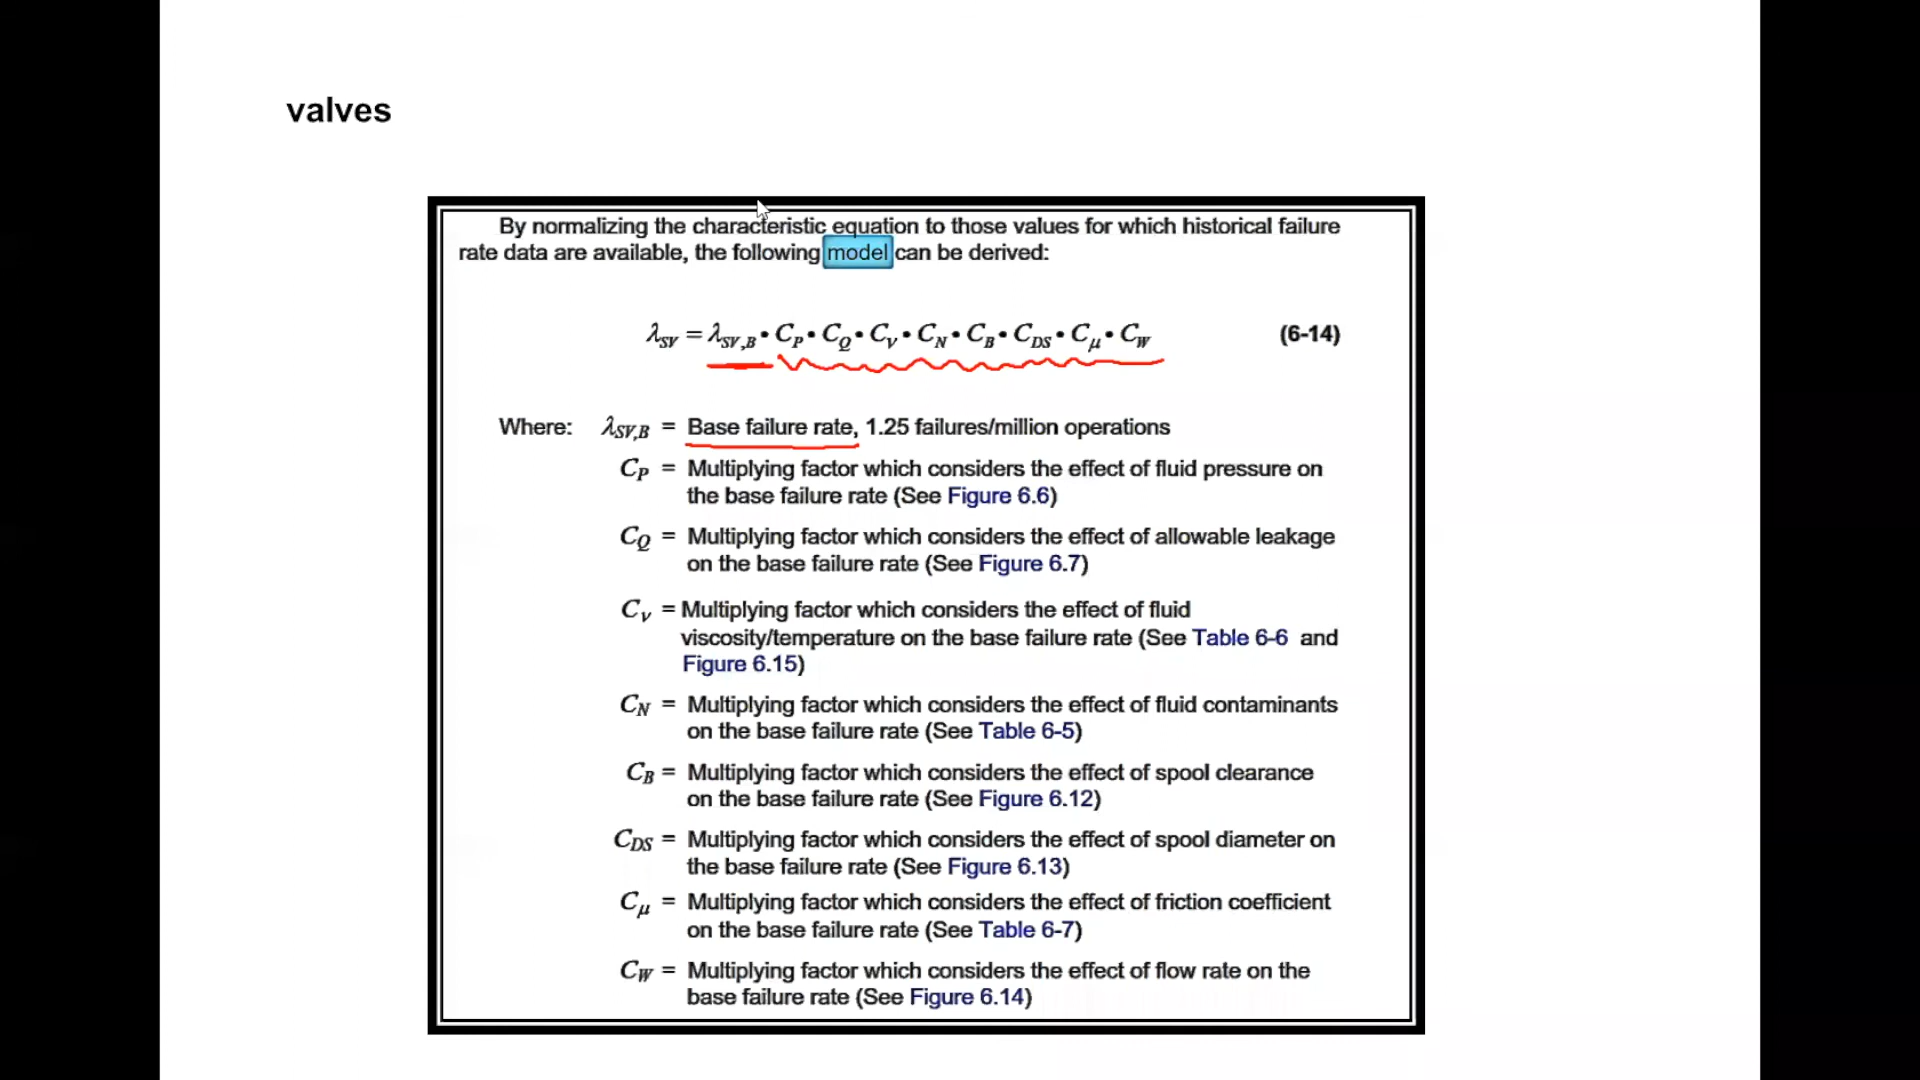 valves
By normalizing the characteristic equation to those values for which historical failure
rate data are available, the following model can be derived:
λSV = λSV,B • CP • CQ • Cν • CN • CB • CDS • Cμ • CW (6-14)
Where: λSV,B = Base failure rate, 1.25 failures/million operations
CP = Multiplying factor which considers the effect of fluid pressure on
the base failure rate (See Figure 6.6)
CQ = Multiplying factor which considers the effect of allowable leakage
on the base failure rate (See Figure 6.7)
Cν = Multiplying factor which considers the effect of fluid
viscosity/temperature on the base failure rate (See Table 6-6 and
Figure 6.15)
CN = Multiplying factor which considers the effect of fluid contaminants
on the base failure rate (See Table 6-5)
CB = Multiplying factor which considers the effect of spool clearance
on the base failure rate (See Figure 6.12)
CDS = Multiplying factor which considers the effect of spool diameter on
the base failure rate (See Figure 6.13)
Cμ = Multiplying factor which considers the effect of friction coefficient
on the base failure rate (See Table 6-7)
CW = Multiplying factor which considers the effect of flow rate on the
base failure rate (See Figure 6.14)